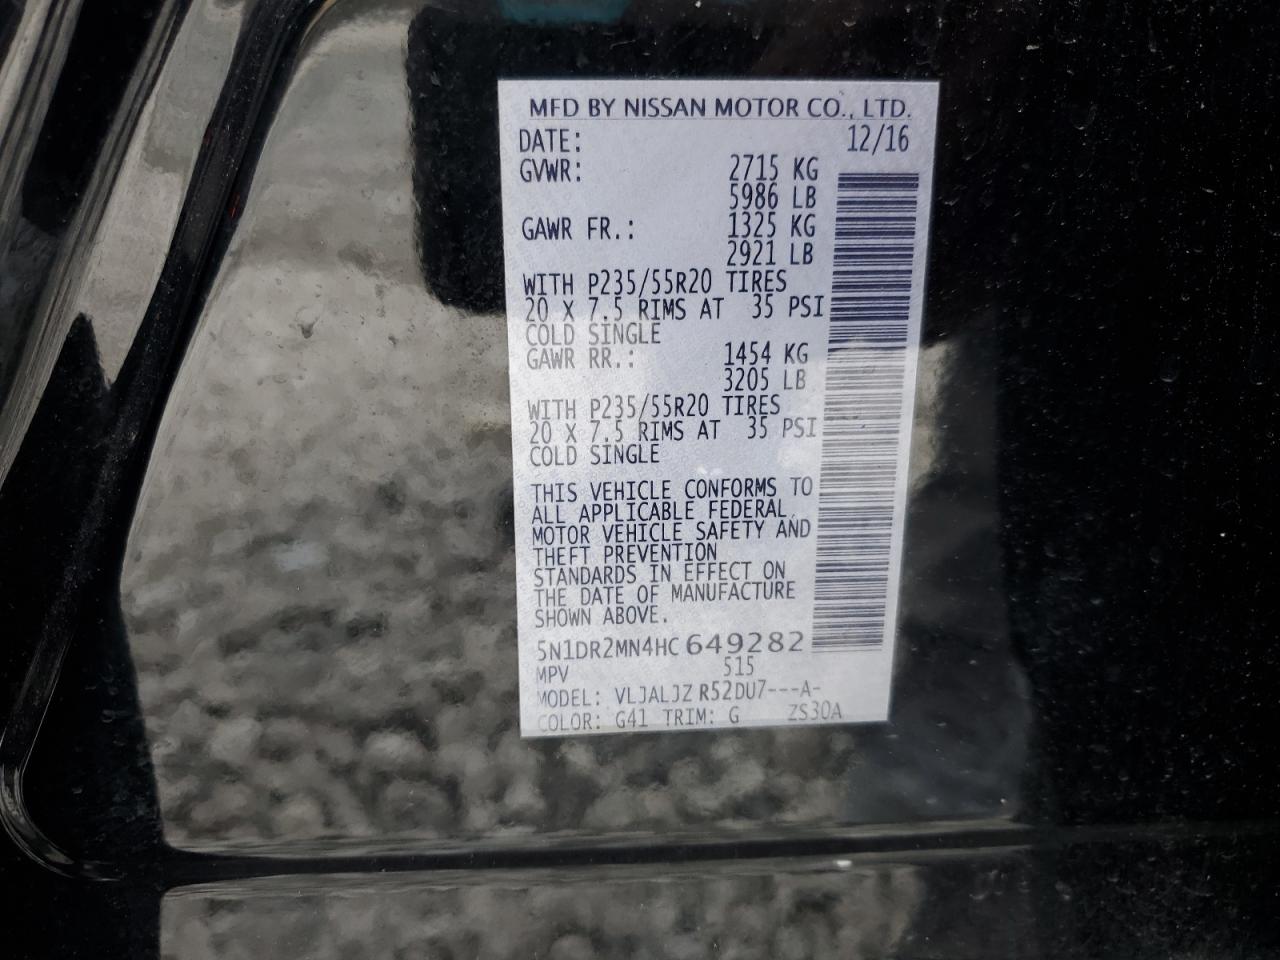 MFD BY NISSAN MOTOR CO., LTD.
DATE: 12/16
GVWR: 2715 KG
5986 LB
GAWR FR.: 1325 KG
2921 LB
WITH P235/55R20 TIRES
20 X 7.5 RIMS AT 35 PSI
COLD SINGLE
GAWR RR.: 1454 KG
3205 LB
WITH P235/55R20 TIRES
20 X 7.5 RIMS AT 35 PSI
COLD SINGLE
THIS VEHICLE CONFORMS TO
ALL APPLICABLE FEDERAL
MOTOR VEHICLE SAFETY AND
THEFT PREVENTION
STANDARDS IN EFFECT ON
THE DATE OF MANUFACTURE
SHOWN ABOVE.
5N1DR2MN4HC649282
MPV 515
MODEL: VLJALJZ R52DU7---A-
COLOR: G41 TRIM: G ZS30A